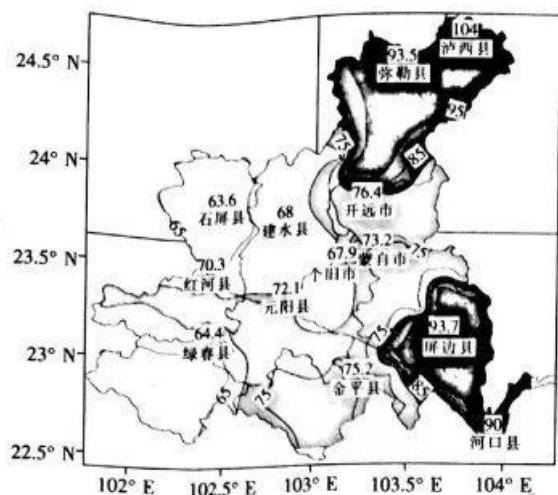 24.5° N
24° N
23.5° N
23° N
22.5° N
104
泸西县
93.5
弥勒县
95
75
85
76.4
开远市
63.6
石屏县
65
68
建水县
73.2
蒙自市
75
67.9
个旧市
70.3
红河县
72.1
元阳县
64.4
绿春县
65
75
75.2
金平县
75
93.7
屏边县
90
河口县
102° E
102.5° E
103° E
103.5° E
104° E